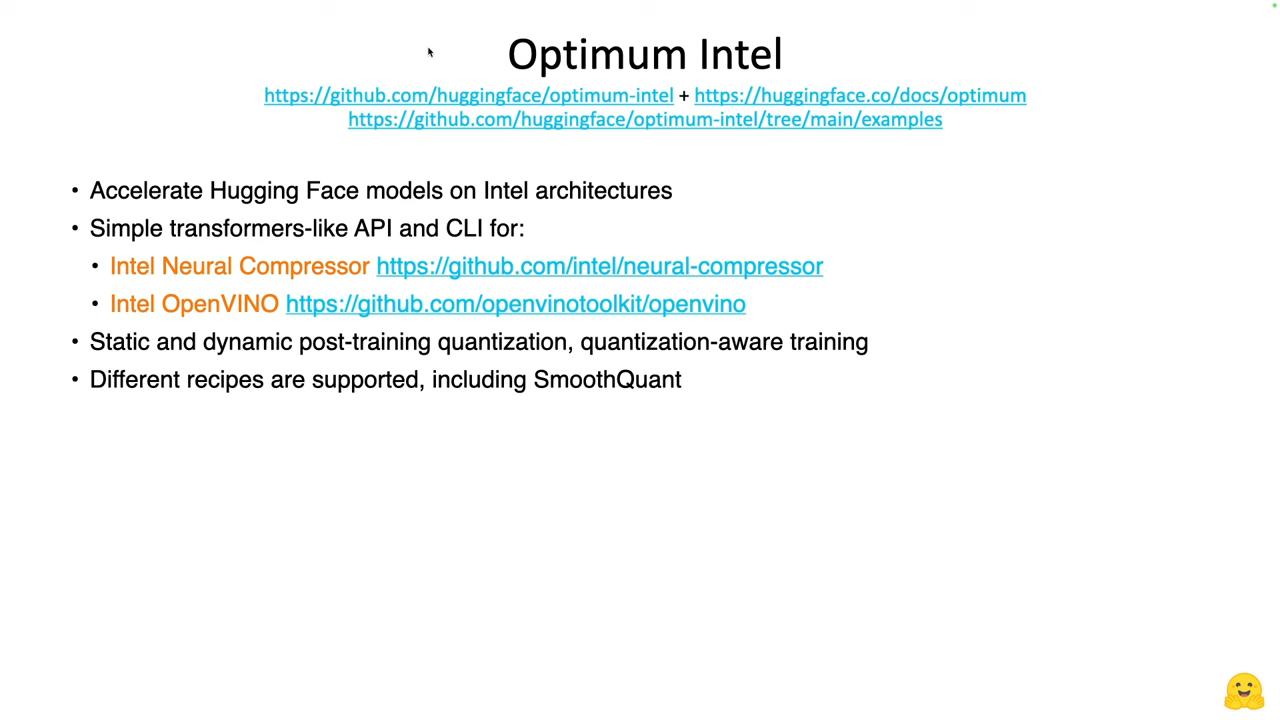 Optimum Intel
https://github.com/huggingface/optimum-intel + https://huggingface.co/docs/optimum
https://github.com/huggingface/optimum-intel/tree/main/examples
• Accelerate Hugging Face models on Intel architectures
• Simple transformers-like API and CLI for:
• Intel Neural Compressor https://github.com/intel/neural-compressor
• Intel OpenVINO https://github.com/openvinotoolkit/openvino
• Static and dynamic post-training quantization, quantization-aware training
• Different recipes are supported, including SmoothQuant